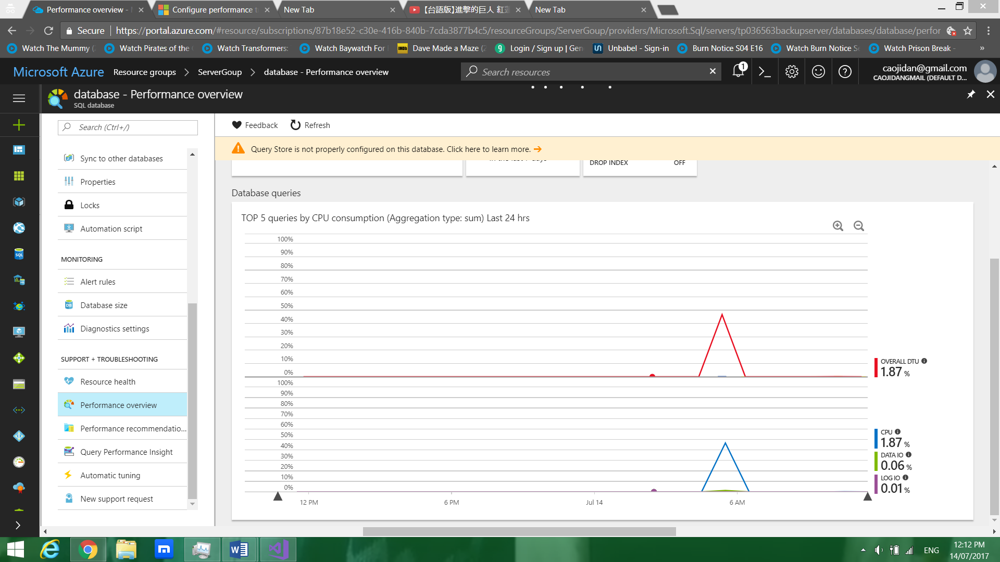 Performance overview -
Configure performance t
New Tab
【台語版】進擊的巨人 紅蓮
New Tab
Secure
https://portal.azure.com/#resource/subscriptions/87b18e52-c30e-416b-840b-7cda3877b4c5/resourceGroups/ServerGoup/providers/Microsoft.Sql/servers/tp036563backupserver/databases/database/perfor
Watch The Mummy (
Watch Pirates of the
Watch Transformers:
Watch Baywatch For
IMDb
Dave Made a Maze (2
Login / Sign up | Gen
Unbabel - Sign-in
Burn Notice S04 E16
Watch Burn Notice S
Watch Prison Break -
»
Microsoft Azure
Resource groups
ServerGoup
database - Performance overview
Search resources
1
caojidan@gmail.com
CAOJIDANGMAIL (DEFAULT D...
database - Performance overview
SQL database
Search (Ctrl+/)
Sync to other databases
Properties
Locks
Automation script
MONITORING
Alert rules
Database size
Diagnostics settings
SUPPORT + TROUBLESHOOTING
Resource health
Performance overview
Performance recommendatio...
Query Performance Insight
Automatic tuning
New support request
Feedback
Refresh
Query Store is not properly configured on this database. Click here to learn more.
DROP INDEX OFF
Database queries
TOP 5 queries by CPU consumption (Aggregation type: sum) Last 24 hrs
100%
90%
80%
70%
60%
50%
40%
30%
20%
10%
0%
100%
90%
80%
70%
60%
50%
40%
30%
20%
10%
0%
12 PM
6 PM
Jul 14
6 AM
OVERALL DTU
1.87 %
CPU
1.87 %
DATA IO
0.06 %
LOG IO
0.01 %
ENG
12:12 PM
14/07/2017